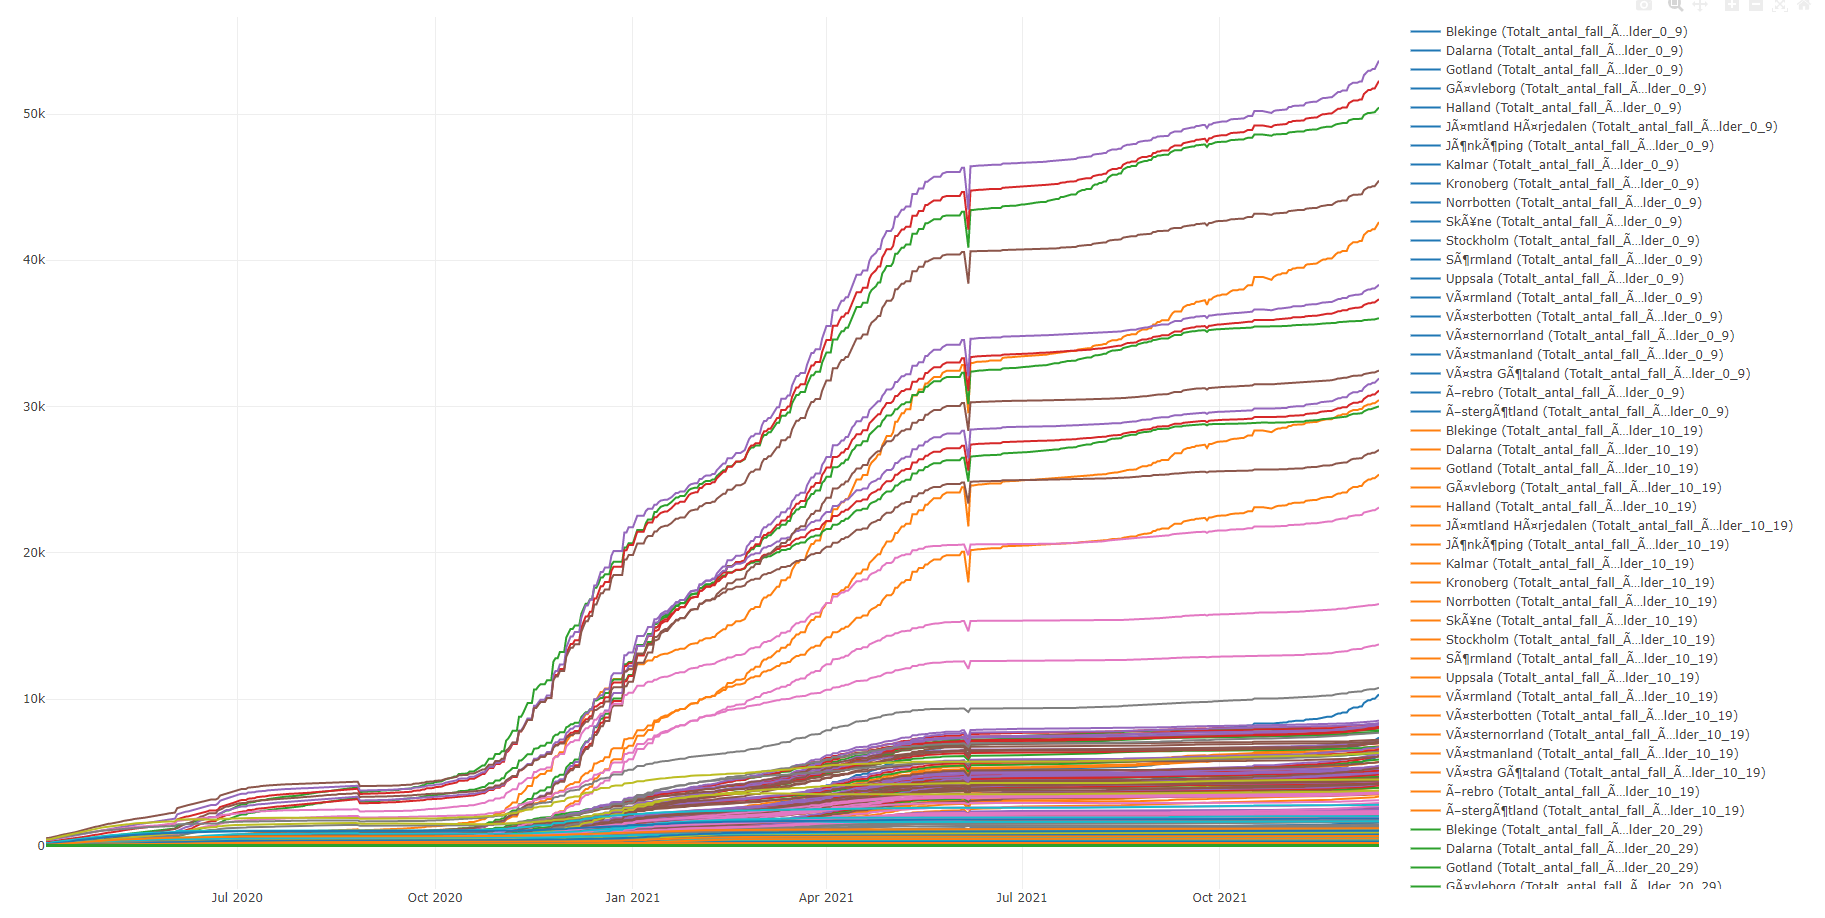 50k
40k
30k
20k
10k
0
Jul 2020
Oct 2020
Jan 2021
Apr 2021
Jul 2021
Oct 2021
Blekinge (Totalt_antal_fall_Ã…lder_0_9)
Dalarna (Totalt_antal_fall_Ã…lder_0_9)
Gotland (Totalt_antal_fall_Ã…lder_0_9)
GÃ¤vleborg (Totalt_antal_fall_Ã…lder_0_9)
Halland (Totalt_antal_fall_Ã…lder_0_9)
JÃ¤mtland HÃ¤rjedalen (Totalt_antal_fall_Ã…lder_0_9)
JÃ¶nkÃ¶ping (Totalt_antal_fall_Ã…lder_0_9)
Kalmar (Totalt_antal_fall_Ã…lder_0_9)
Kronoberg (Totalt_antal_fall_Ã…lder_0_9)
Norrbotten (Totalt_antal_fall_Ã…lder_0_9)
SkÃ¥ne (Totalt_antal_fall_Ã…lder_0_9)
Stockholm (Totalt_antal_fall_Ã…lder_0_9)
SÃ¶rmland (Totalt_antal_fall_Ã…lder_0_9)
Uppsala (Totalt_antal_fall_Ã…lder_0_9)
VÃ¤rmland (Totalt_antal_fall_Ã…lder_0_9)
VÃ¤sterbotten (Totalt_antal_fall_Ã…lder_0_9)
VÃ¤sternorrland (Totalt_antal_fall_Ã…lder_0_9)
VÃ¤stmanland (Totalt_antal_fall_Ã…lder_0_9)
VÃ¤stra GÃ¶taland (Totalt_antal_fall_Ã…lder_0_9)
Ã–rebro (Totalt_antal_fall_Ã…lder_0_9)
Ã–stergÃ¶tland (Totalt_antal_fall_Ã…lder_0_9)
Blekinge (Totalt_antal_fall_Ã…lder_10_19)
Dalarna (Totalt_antal_fall_Ã…lder_10_19)
Gotland (Totalt_antal_fall_Ã…lder_10_19)
GÃ¤vleborg (Totalt_antal_fall_Ã…lder_10_19)
Halland (Totalt_antal_fall_Ã…lder_10_19)
JÃ¤mtland HÃ¤rjedalen (Totalt_antal_fall_Ã…lder_10_19)
JÃ¶nkÃ¶ping (Totalt_antal_fall_Ã…lder_10_19)
Kalmar (Totalt_antal_fall_Ã…lder_10_19)
Kronoberg (Totalt_antal_fall_Ã…lder_10_19)
Norrbotten (Totalt_antal_fall_Ã…lder_10_19)
SkÃ¥ne (Totalt_antal_fall_Ã…lder_10_19)
Stockholm (Totalt_antal_fall_Ã…lder_10_19)
SÃ¶rmland (Totalt_antal_fall_Ã…lder_10_19)
Uppsala (Totalt_antal_fall_Ã…lder_10_19)
VÃ¤rmland (Totalt_antal_fall_Ã…lder_10_19)
VÃ¤sterbotten (Totalt_antal_fall_Ã…lder_10_19)
VÃ¤sternorrland (Totalt_antal_fall_Ã…lder_10_19)
VÃ¤stmanland (Totalt_antal_fall_Ã…lder_10_19)
VÃ¤stra GÃ¶taland (Totalt_antal_fall_Ã…lder_10_19)
Ã–rebro (Totalt_antal_fall_Ã…lder_10_19)
Ã–stergÃ¶tland (Totalt_antal_fall_Ã…lder_10_19)
Blekinge (Totalt_antal_fall_Ã…lder_20_29)
Dalarna (Totalt_antal_fall_Ã…lder_20_29)
Gotland (Totalt_antal_fall_Ã…lder_20_29)
GÃ¤vleborg (Totalt_antal_fall_Ã…lder_20_29)